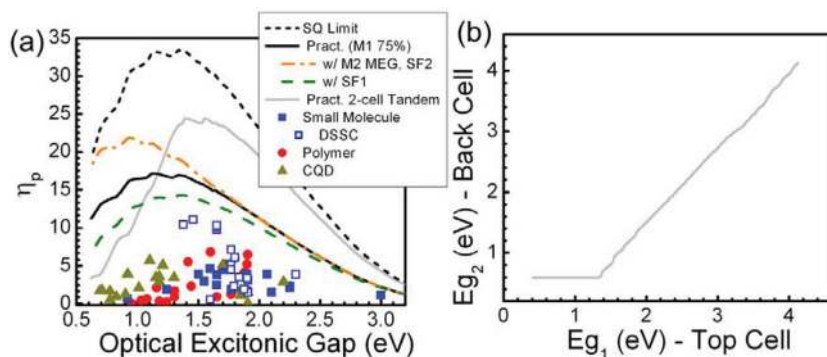 (a)
SQ Limit
Pract. (M1 75%)
w/ M2 MEG, SF2
w/ SF1
Pract. 2-cell Tandem
Small Molecule
DSSC
Polymer
CQD
35
30
25
20
15
10
5
0
ηp
0.5 1.0 1.5 2.0 2.5 3.0
Optical Excitonic Gap (eV)
(b)
4
3
2
1
Eg2 (eV) - Back Cell
0 1 2 3 4
Eg1 (eV) - Top Cell